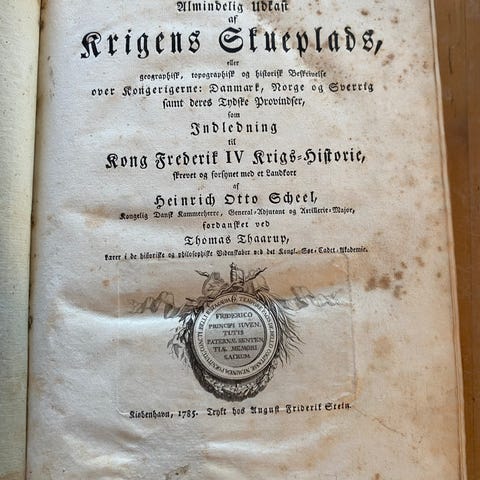 Almindelig Udkast
af
Krigens Skueplads,
eller
geographisk, topographisk og historisk Beskrivelse
over Kongerigerne: Danmark, Norge og Sverrig
samt deres Tydske Provindser,
som
Indledning
til
Kong Frederik IV Krigs-Historie,
skrevet og forsynet med et Landkort
af
Heinrich Otto Scheel,
Kongelig Dansk Kammerherre, General-Adjutant og Artillerie-Major,
fordansket ved
Thomas Thaarup,
Lærer i de historiske og philosophiske Videnskaber ved det Kongl. Søe-Cadet-Akademie.
FRIDERICO
PRINCIPI IUVEN.
TUTIS
PATERNÆ SENTEN
TIÆ MEMORI
SACRUM
Kiøbenhavn, 1785. Trykt hos August Friderik Stein.